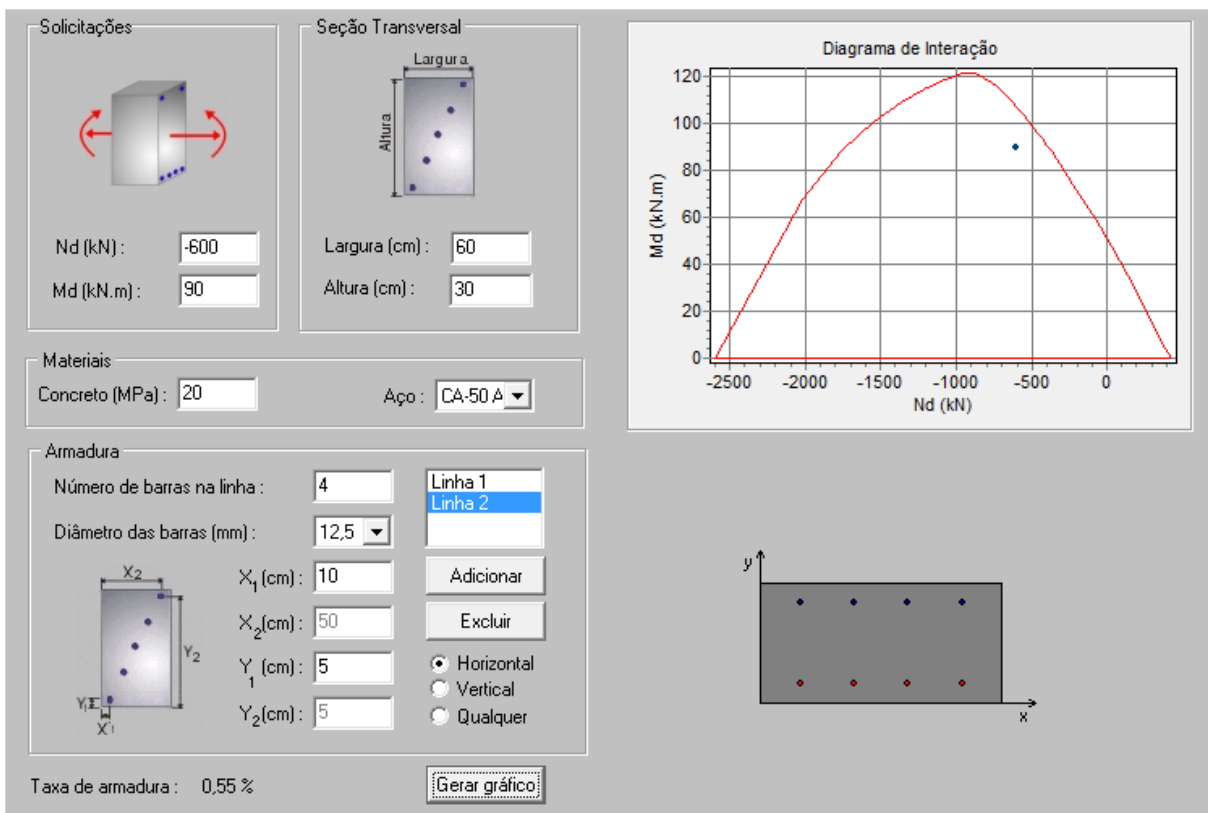 Solicitações
Nd (kN) :
-600
Md (kN.m) :
90
Seção Transversal
Largura
Altura
Largura (cm) :
60
Altura (cm) :
30
Diagrama de Interação
120
100
80
60
40
20
0
Md (kN.m)
-2500 -2000 -1500 -1000 -500 0
Nd (kN)
Materiais
Concreto (MPa) :
20
Aço :
CA-50 A
Armadura
Número de barras na linha :
4
Diâmetro das barras (mm) :
12,5
Linha 1
Linha 2
X2
Y2
Y1
X1
X1 (cm) :
10
X2(cm) :
50
Y1 (cm) :
5
Y2(cm) :
5
Adicionar
Excluir
Horizontal
Vertical
Qualquer
y
x
Taxa de armadura : 0,55 %
Gerar gráfico